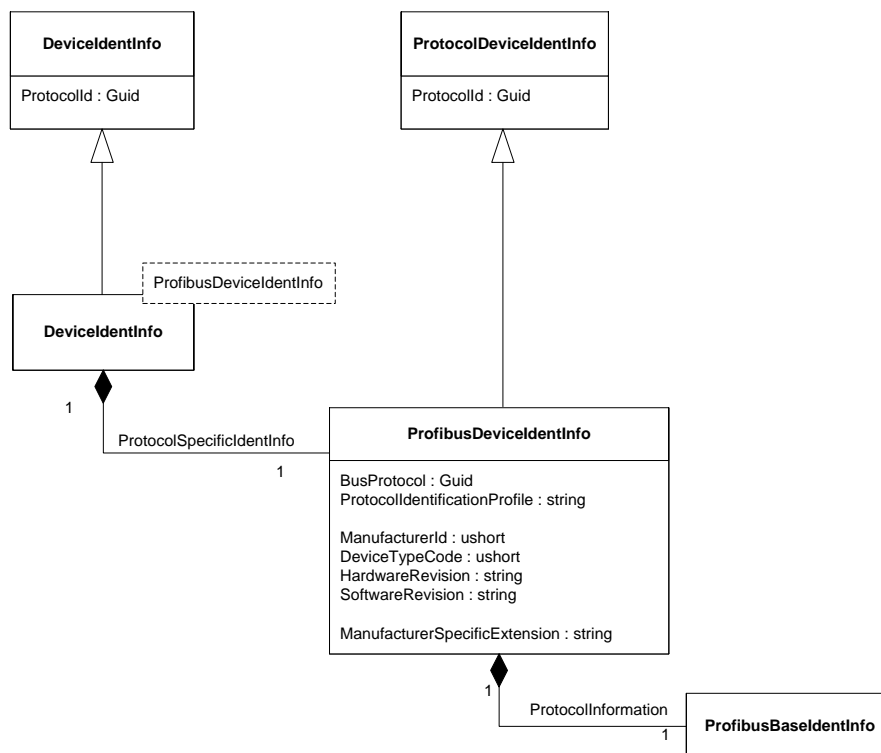 DeviceIdentInfo
ProtocolId : Guid
ProtocolDeviceIdentInfo
ProtocolId : Guid
ProfibusDeviceIdentInfo
DeviceIdentInfo
1
ProtocolSpecificIdentInfo
1
ProfibusDeviceIdentInfo
BusProtocol : Guid
ProtocolIdentificationProfile : string
ManufacturerId : ushort
DeviceTypeCode : ushort
HardwareRevision : string
SoftwareRevision : string
ManufacturerSpecificExtension : string
1
ProtocolInformation
1
ProfibusBaseIdentInfo